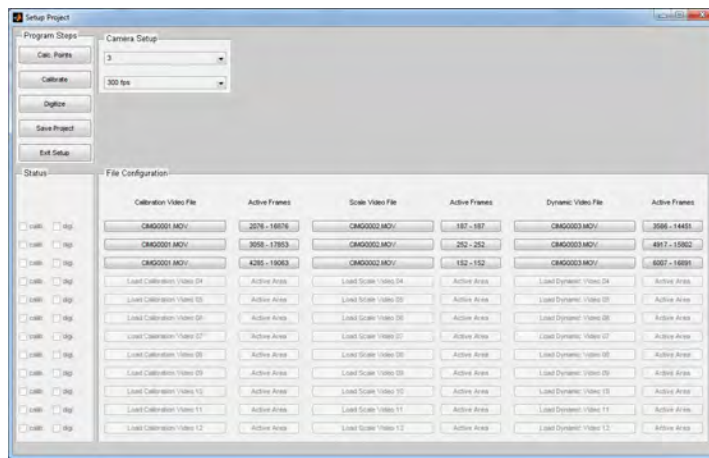 Setup Project
Program Steps
Calc. Points
Calibrate
Digitize
Save Project
Exit Setup
Camera Setup
3
300 fps
Status
File Configuration
Calibration Video File Active Frames Scale Video File Active Frames Dynamic Video File Active Frames
calib. digi. CIMG0001.MOV 2076 - 16876 CIMG0002.MOV 187 - 187 CIMG0003.MOV 3586 - 14451
calib. digi. CIMG0001.MOV 3058 - 17853 CIMG0002.MOV 252 - 252 CIMG0003.MOV 4917 - 15802
calib. digi. CIMG0001.MOV 4285 - 19063 CIMG0002.MOV 152 - 152 CIMG0003.MOV 6007 - 16891
calib. digi. Load Calibration Video 04 Active Area Load Scale Video 04 Active Area Load Dynamic Video 04 Active Area
calib. digi. Load Calibration Video 05 Active Area Load Scale Video 05 Active Area Load Dynamic Video 05 Active Area
calib. digi. Load Calibration Video 06 Active Area Load Scale Video 06 Active Area Load Dynamic Video 06 Active Area
calib. digi. Load Calibration Video 07 Active Area Load Scale Video 07 Active Area Load Dynamic Video 07 Active Area
calib. digi. Load Calibration Video 08 Active Area Load Scale Video 08 Active Area Load Dynamic Video 08 Active Area
calib. digi. Load Calibration Video 09 Active Area Load Scale Video 09 Active Area Load Dynamic Video 09 Active Area
calib. digi. Load Calibration Video 10 Active Area Load Scale Video 10 Active Area Load Dynamic Video 10 Active Area
calib. digi. Load Calibration Video 11 Active Area Load Scale Video 11 Active Area Load Dynamic Video 11 Active Area
calib. digi. Load Calibration Video 12 Active Area Load Scale Video 12 Active Area Load Dynamic Video 12 Active Area